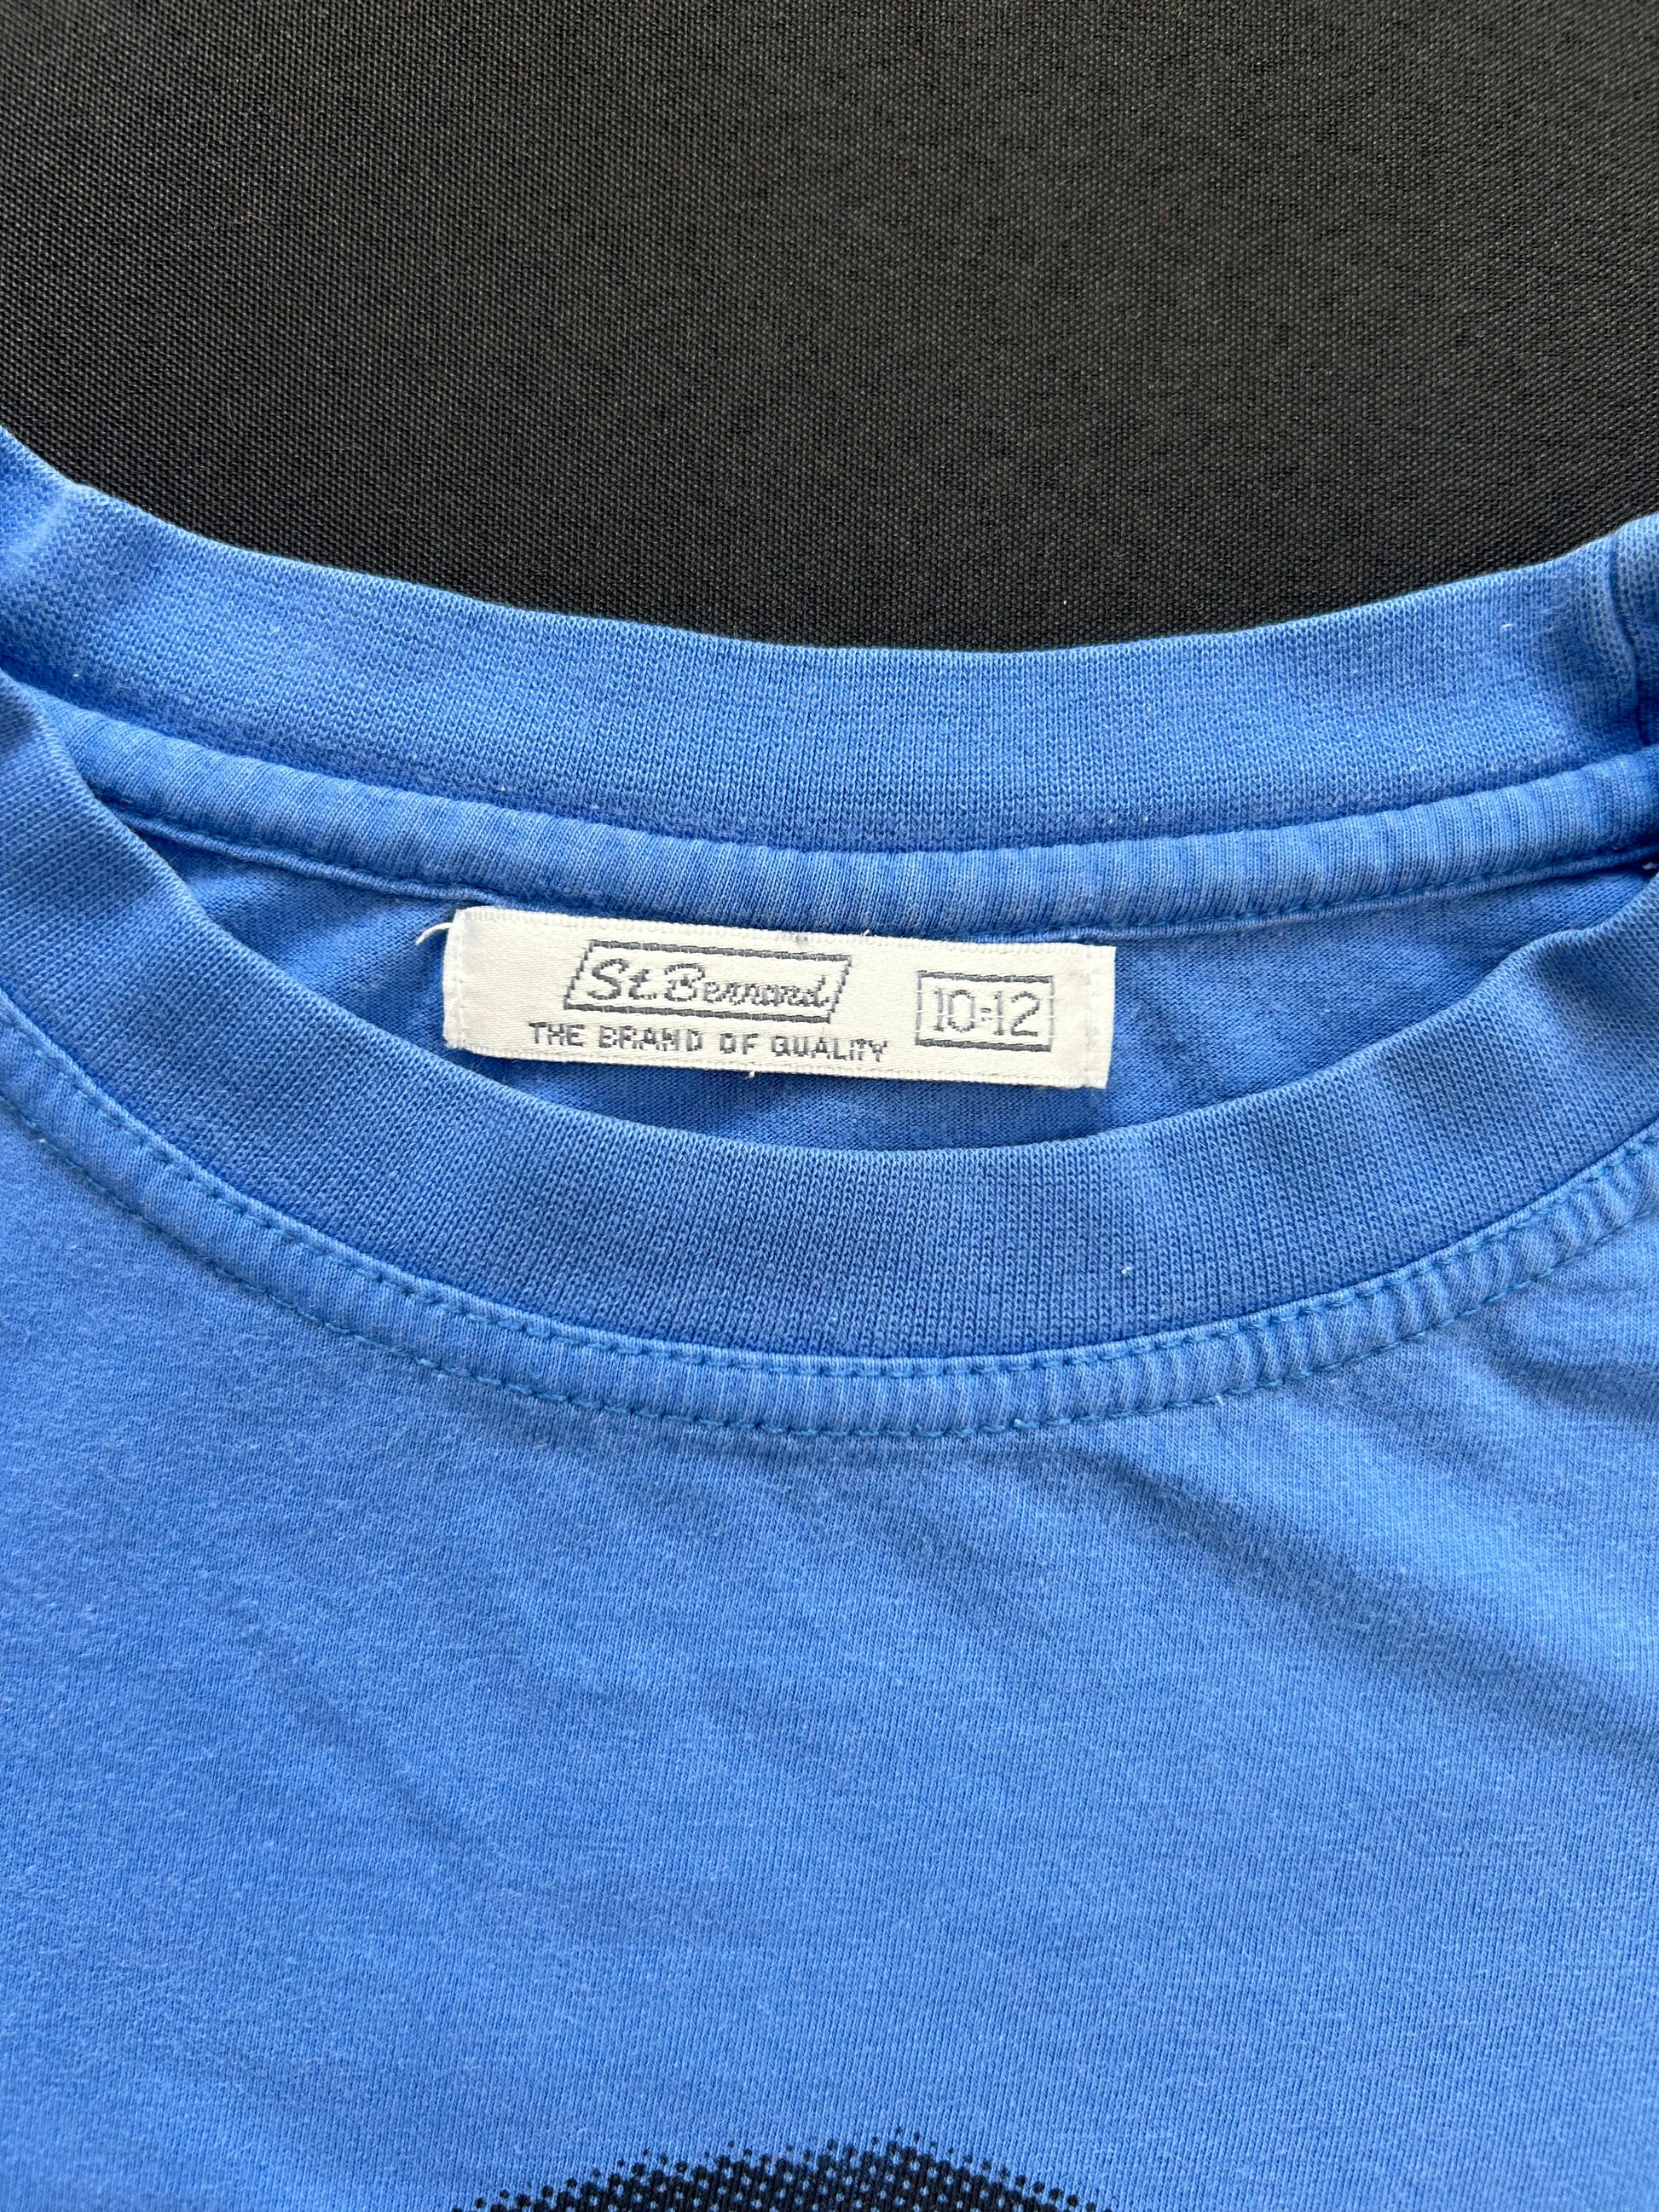 St. Bernard
10-12
THE BRAND OF QUALITY